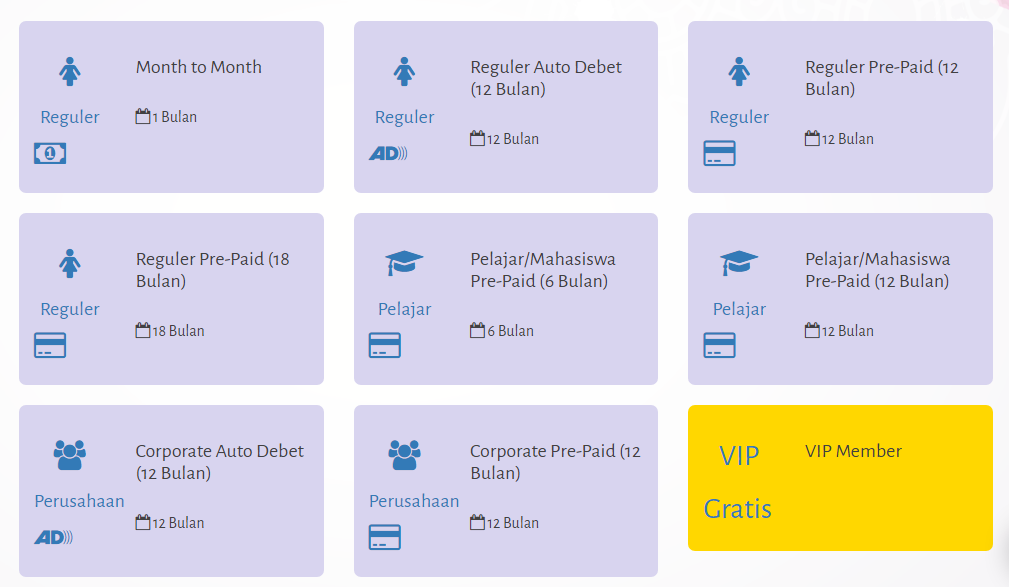 Month to Month
Reguler
1 Bulan
Reguler Auto Debet
(12 Bulan)
Reguler
12 Bulan
AD
Reguler Pre-Paid (12
Bulan)
Reguler
12 Bulan
Reguler Pre-Paid (18
Bulan)
Reguler
18 Bulan
Pelajar/Mahasiswa
Pre-Paid (6 Bulan)
Pelajar
6 Bulan
Pelajar/Mahasiswa
Pre-Paid (12 Bulan)
Pelajar
12 Bulan
Corporate Auto Debet
(12 Bulan)
Perusahaan
12 Bulan
AD
Corporate Pre-Paid (12
Bulan)
Perusahaan
12 Bulan
VIP
VIP Member
Gratis